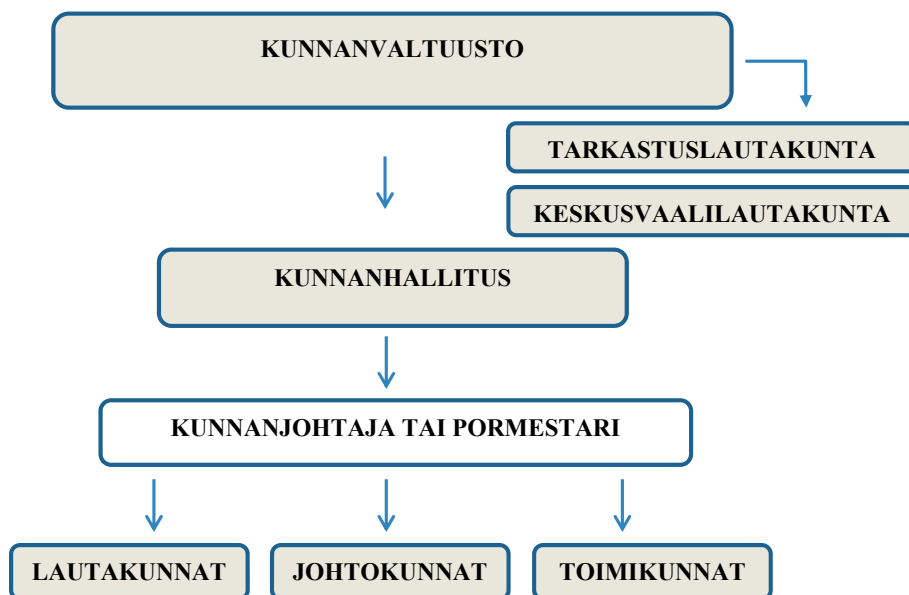 KUNNANVALTUUSTO
TARKASTUSLAUTAKUNTA
KESKUSVAALILAUTAKUNTA
KUNNANHALLITUS
KUNNANJOHTAJA TAI PORMESTARI
LAUTAKUNNAT
JOHTOKUNNAT
TOIMIKUNNAT